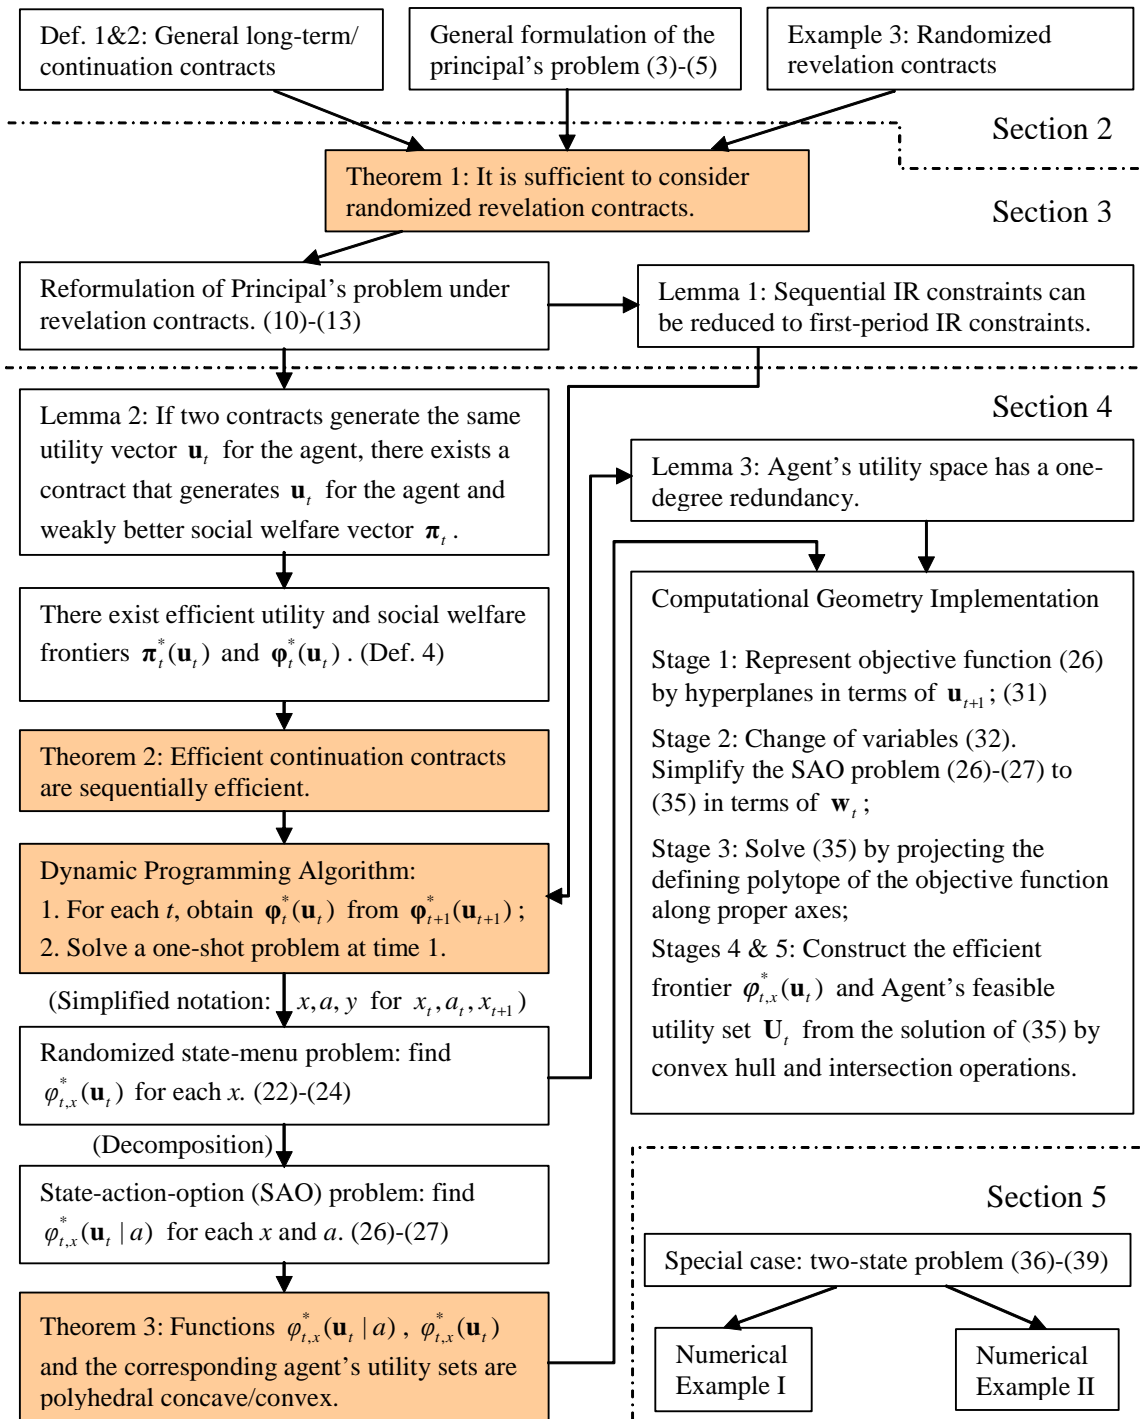 Def. 1&2: General long-term/
continuation contracts
General formulation of the
principal's problem (3)-(5)
Example 3: Randomized
revelation contracts
Section 2
Theorem 1: It is sufficient to consider
randomized revelation contracts.
Section 3
Reformulation of Principal's problem under
revelation contracts. (10)-(13)
Lemma 1: Sequential IR constraints can
be reduced to first-period IR constraints.
Section 4
Lemma 2: If two contracts generate the same
utility vector 𝐮_t for the agent, there exists a
contract that generates 𝐮_t for the agent and
weakly better social welfare vector 𝛑_t .
Lemma 3: Agent's utility space has a one-
degree redundancy.
There exist efficient utility and social welfare
frontiers 𝛑_t^*(𝐮_t) and 𝛗_t^*(𝐮_t) . (Def. 4)
Theorem 2: Efficient continuation contracts
are sequentially efficient.
Dynamic Programming Algorithm:
1. For each t, obtain 𝛗_t^*(𝐮_t) from 𝛗_{t+1}^*(𝐮_{t+1}) ;
2. Solve a one-shot problem at time 1.
(Simplified notation: x, a, y for x_t, a_t, x_{t+1})
Randomized state-menu problem: find
φ_{t,x}^*(𝐮_t) for each x. (22)-(24)
(Decomposition)
State-action-option (SAO) problem: find
φ_{t,x}^*(𝐮_t | a) for each x and a. (26)-(27)
Theorem 3: Functions φ_{t,x}^*(𝐮_t | a) , φ_{t,x}^*(𝐮_t)
and the corresponding agent's utility sets are
polyhedral concave/convex.
Computational Geometry Implementation
Stage 1: Represent objective function (26)
by hyperplanes in terms of 𝐮_{t+1}; (31)
Stage 2: Change of variables (32).
Simplify the SAO problem (26)-(27) to
(35) in terms of 𝐰_t ;
Stage 3: Solve (35) by projecting the
defining polytope of the objective function
along proper axes;
Stages 4 & 5: Construct the efficient
frontier 𝛗_{t,x}^*(𝐮_t) and Agent's feasible
utility set 𝐔_t from the solution of (35) by
convex hull and intersection operations.
Section 5
Special case: two-state problem (36)-(39)
Numerical
Example I
Numerical
Example II